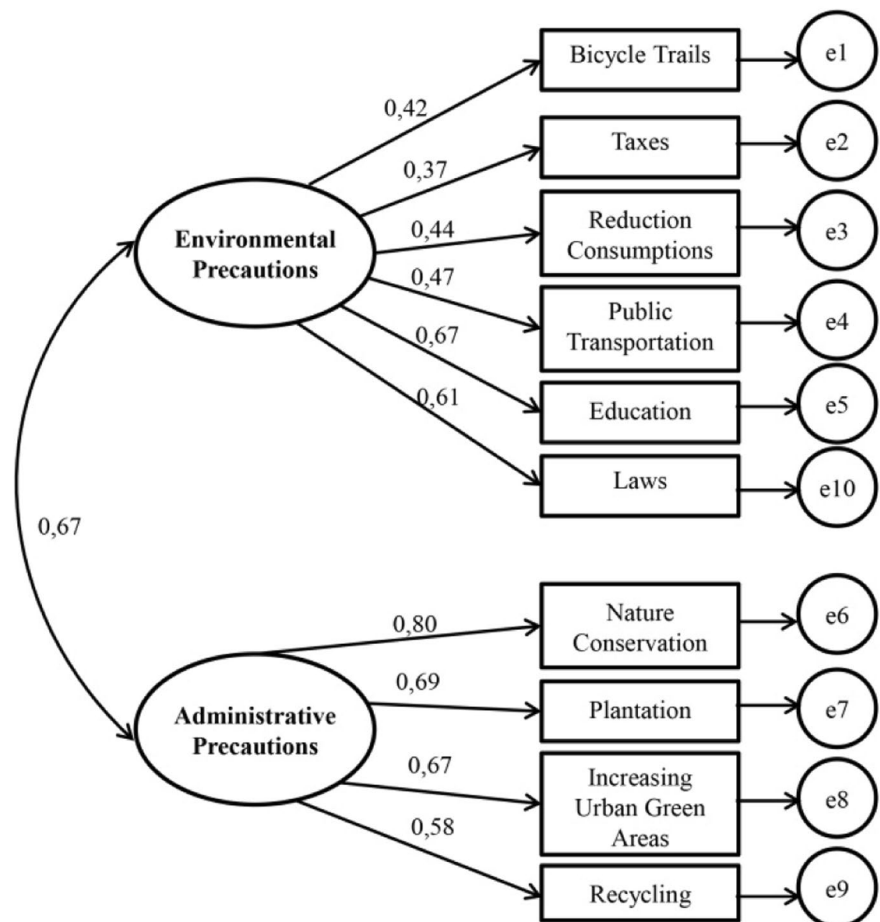 Bicycle Trails
e1
0,42
Taxes
e2
0,37
Environmental
Precautions
0,44
Reduction
Consumptions
e3
0,47
Public
Transportation
e4
0,67
Education
e5
0,61
Laws
e10
0,67
Nature
Conservation
e6
0,80
0,69
Plantation
e7
Administrative
Precautions
0,67
Increasing
Urban Green
Areas
e8
0,58
Recycling
e9